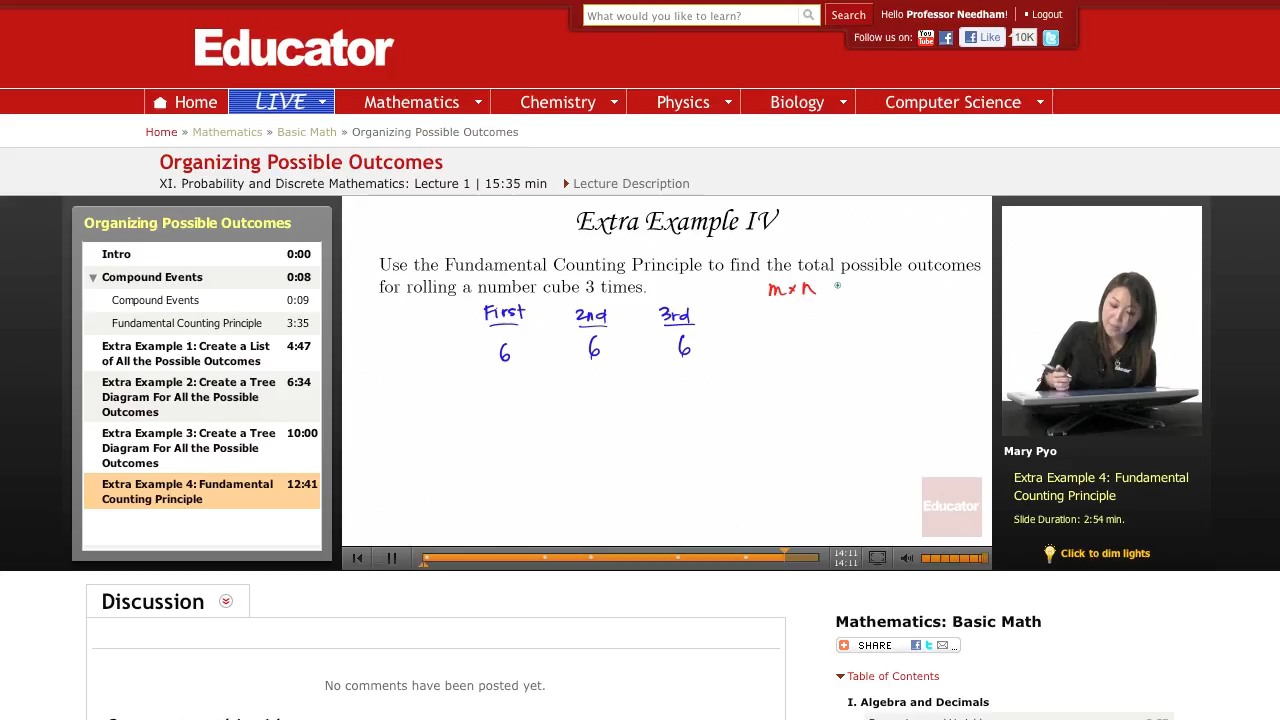 What would you like to learn?
Search
Hello Professor Needham!
Logout
Follow us on:
You Tube
Like
10K
Educator
Home
LIVE
Mathematics
Chemistry
Physics
Biology
Computer Science
Home » Mathematics » Basic Math » Organizing Possible Outcomes
Organizing Possible Outcomes
XI. Probability and Discrete Mathematics: Lecture 1 | 15:35 min
Lecture Description
Organizing Possible Outcomes
Intro 0:00
Compound Events 0:08
Compound Events 0:09
Fundamental Counting Principle 3:35
Extra Example 1: Create a List 4:47
of All the Possible Outcomes
Extra Example 2: Create a Tree 6:34
Diagram For All the Possible
Outcomes
Extra Example 3: Create a Tree 10:00
Diagram For All the Possible
Outcomes
Extra Example 4: Fundamental 12:41
Counting Principle
Extra Example IV
Use the Fundamental Counting Principle to find the total possible outcomes
for rolling a number cube 3 times.
m×n
First 2nd 3rd
6 6 6
Educator
14:11
14:11
Mary Pyo
Extra Example 4: Fundamental
Counting Principle
Slide Duration: 2:54 min.
Click to dim lights
Discussion
No comments have been posted yet.
Mathematics: Basic Math
SHARE
Table of Contents
I. Algebra and Decimals